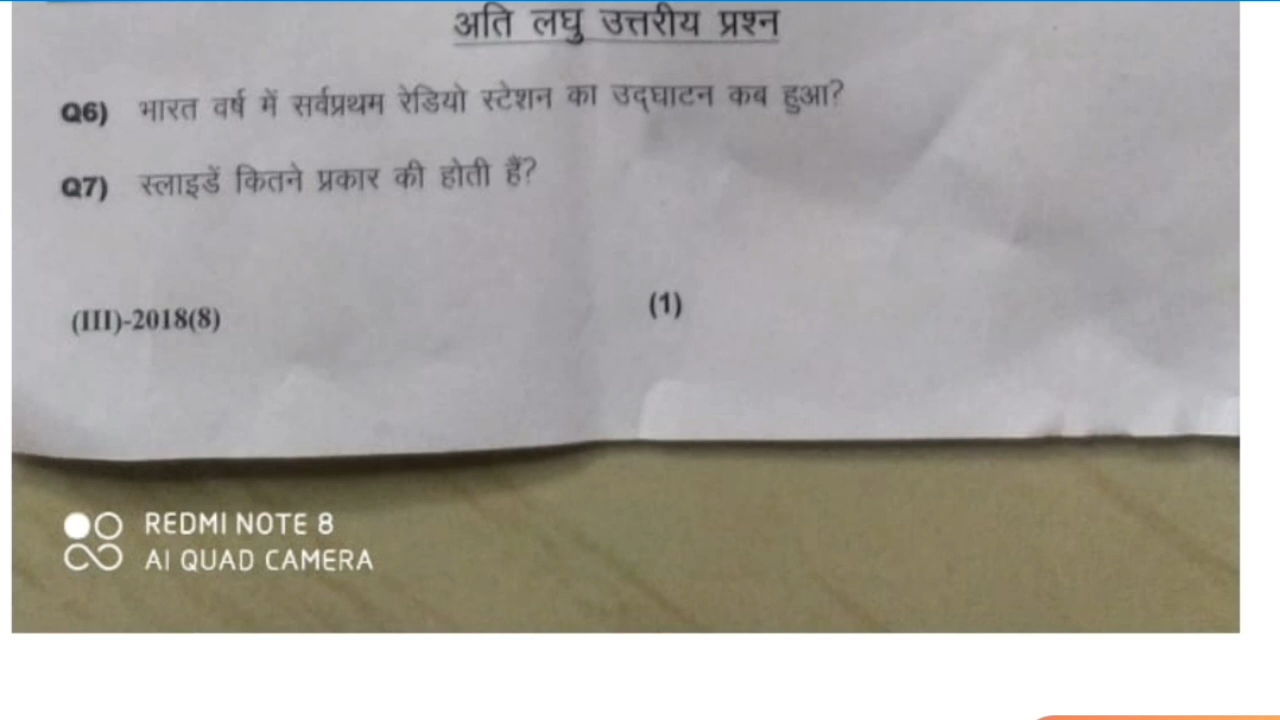 अति लघु उत्तरीय प्रश्न
Q6) भारत वर्ष में सर्वप्रथम रेडियो स्टेशन का उद्घाटन कब हुआ?
Q7) स्लाइडें कितने प्रकार की होती हैं?
(III)-2018(8) (1)
REDMI NOTE 8
AI QUAD CAMERA